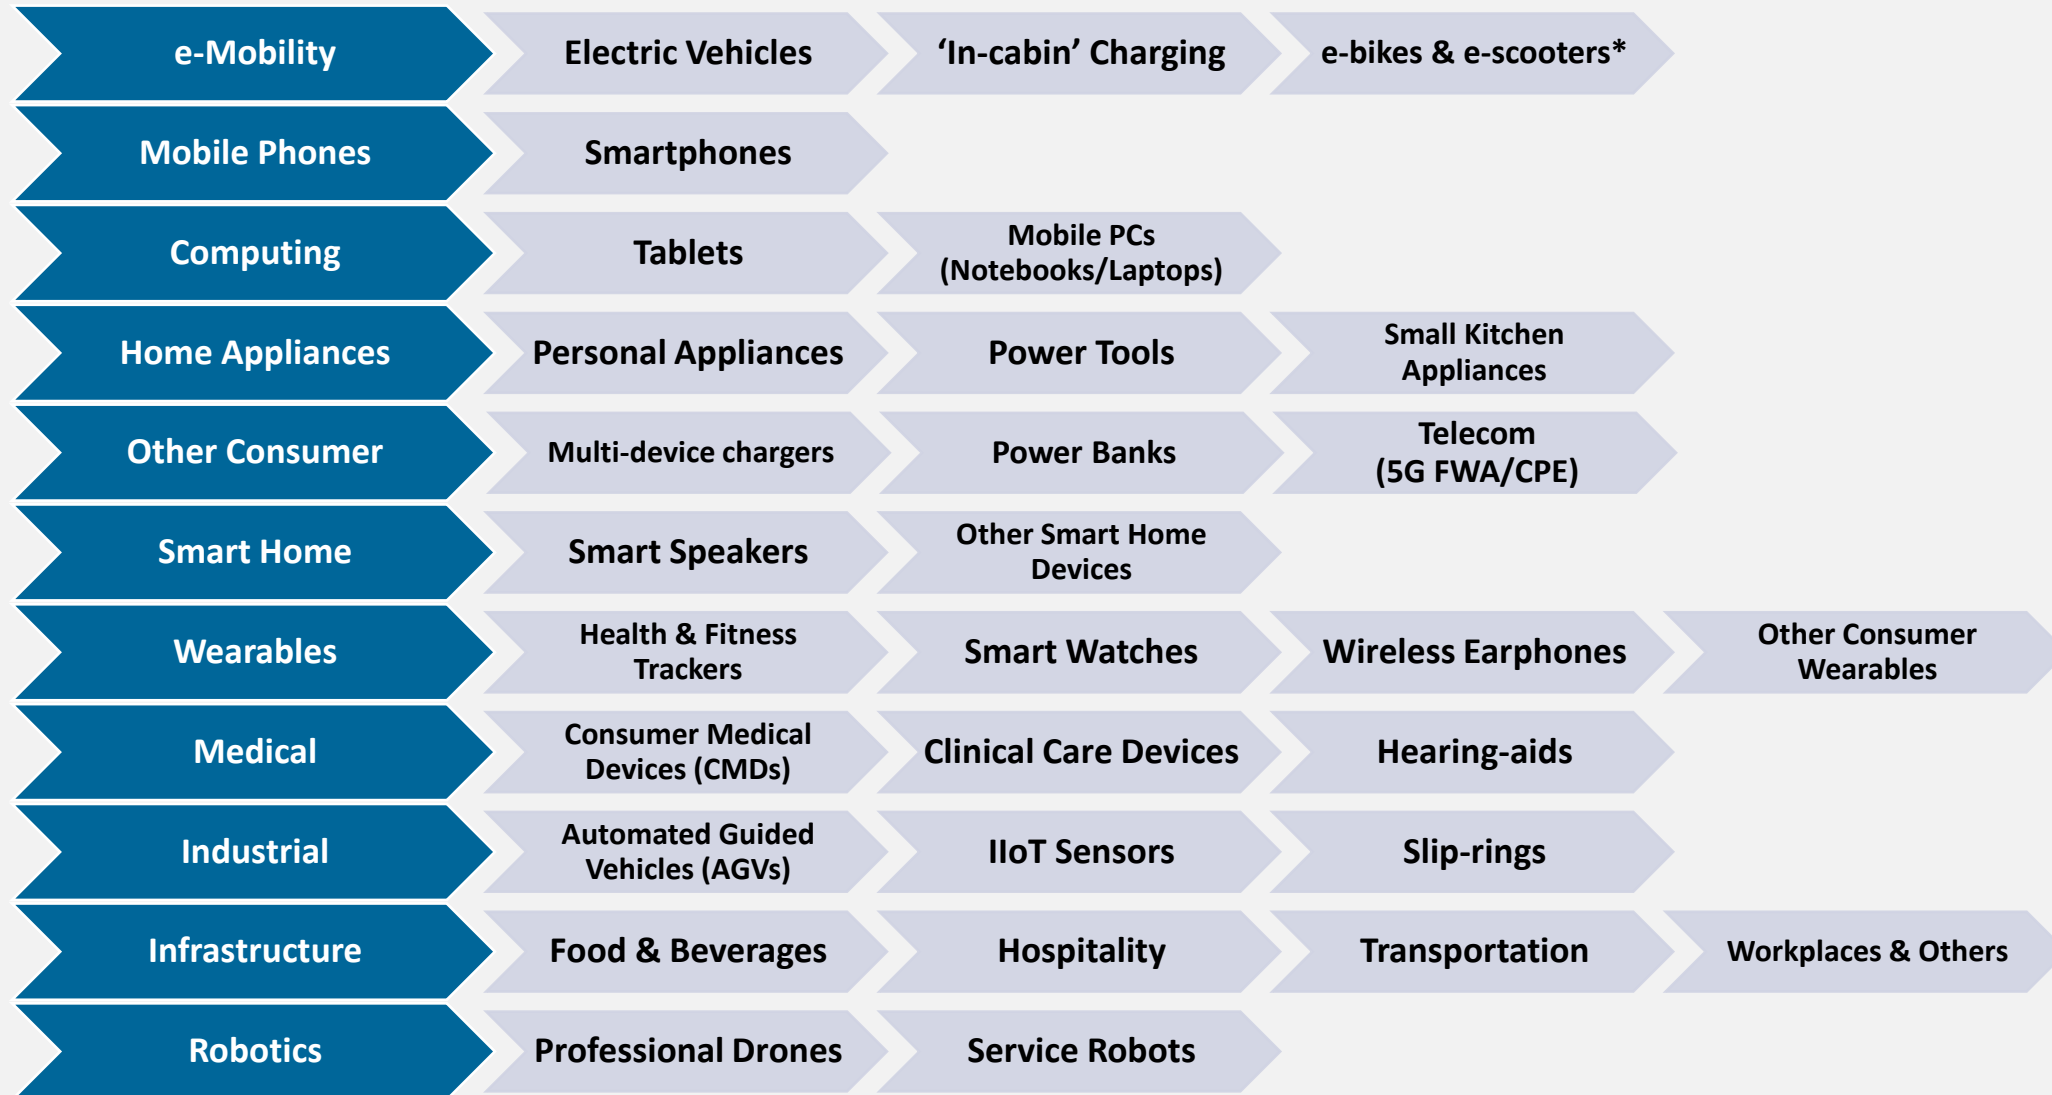 e-Mobility
Electric Vehicles
‘In-cabin’ Charging
e-bikes & e-scooters*
Mobile Phones
Smartphones
Computing
Tablets
Mobile PCs
(Notebooks/Laptops)
Home Appliances
Personal Appliances
Power Tools
Small Kitchen
Appliances
Other Consumer
Multi-device chargers
Power Banks
Telecom
(5G FWA/CPE)
Smart Home
Smart Speakers
Other Smart Home
Devices
Wearables
Health & Fitness
Trackers
Smart Watches
Wireless Earphones
Other Consumer
Wearables
Medical
Consumer Medical
Devices (CMDs)
Clinical Care Devices
Hearing-aids
Industrial
Automated Guided
Vehicles (AGVs)
IIoT Sensors
Slip-rings
Infrastructure
Food & Beverages
Hospitality
Transportation
Workplaces & Others
Robotics
Professional Drones
Service Robots